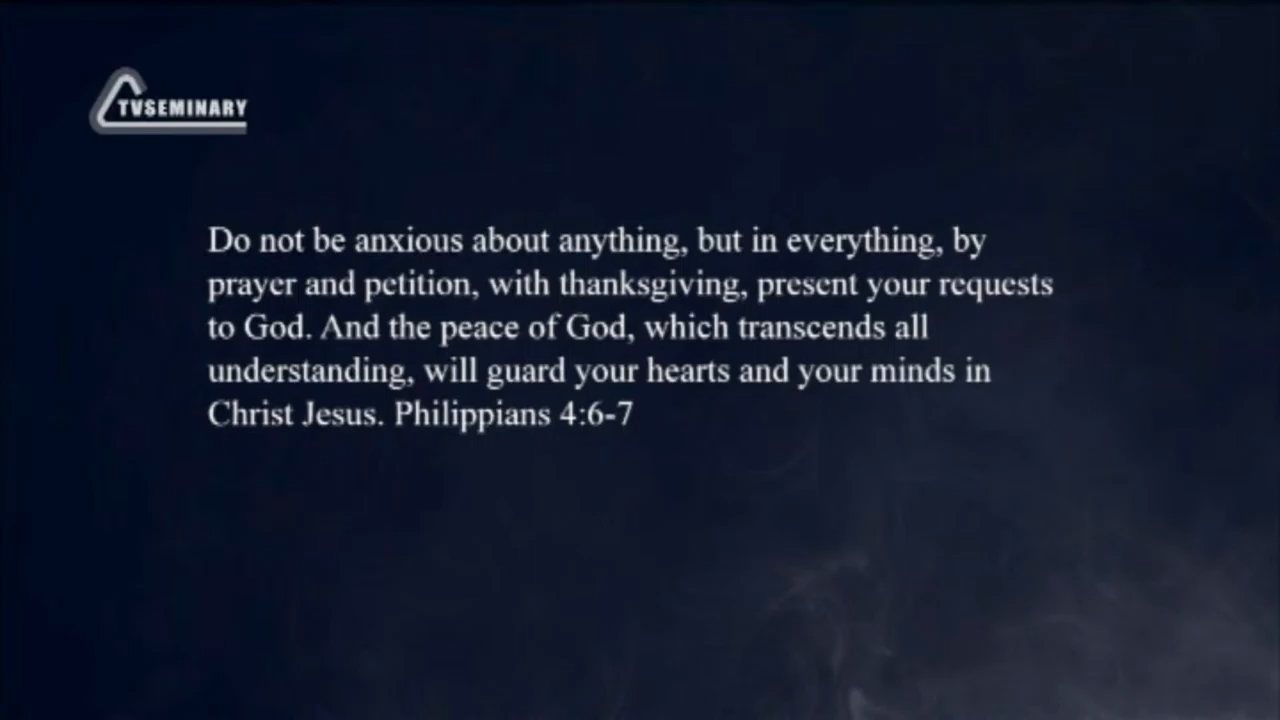 TVSEMINARY
Do not be anxious about anything, but in everything, by
prayer and petition, with thanksgiving, present your requests
to God. And the peace of God, which transcends all
understanding, will guard your hearts and your minds in
Christ Jesus. Philippians 4:6-7